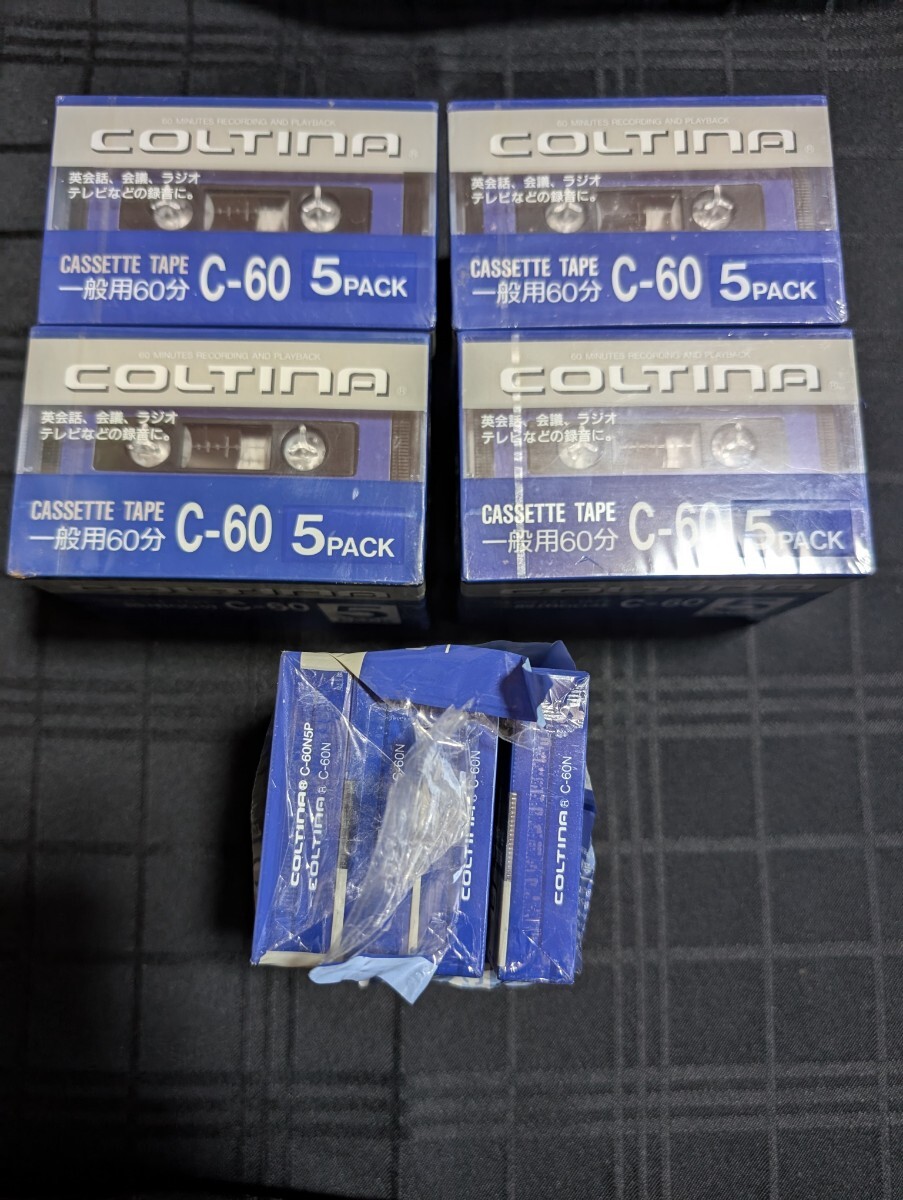 60 MINUTES RECORDING AND PLAYBACK
COLTINA®
英会話、会議、ラジオ
テレビなどの録音に。
CASSETTE TAPE
一般用60分 C-60 5PACK
60 MINUTES RECORDING AND PLAYBACK
COLTINA®
英会話、会議、ラジオ
テレビなどの録音に。
CASSETTE TAPE
一般用60分 C-60 5PACK
60 MINUTES RECORDING AND PLAYBACK
COLTINA®
英会話、会議、ラジオ
テレビなどの録音に。
CASSETTE TAPE
一般用60分 C-60 5PACK
60 MINUTES RECORDING AND PLAYBACK
COLTINA
英会話、会議、ラジオ
テレビなどの録音に。
CASSETTE TAPE
一般用60分 C-60 5PACK
COLTINA
C-60 5
COLTINA
C-60
COLTINA® C-60N5P
COLTINA® C-60N
C-60N
COLTINA® C-60N
COLTINA® C-60N